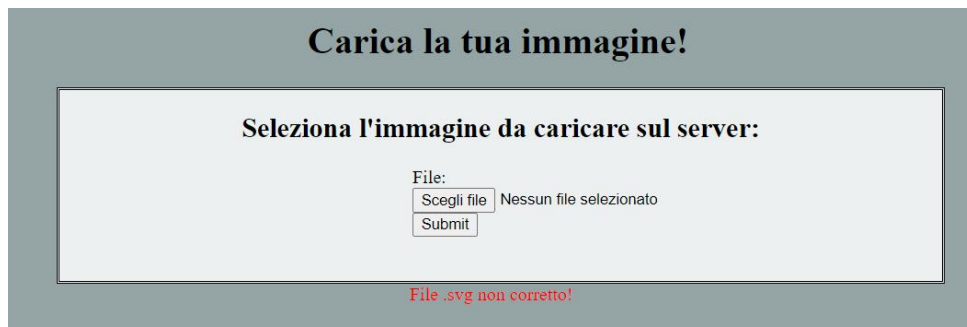 Carica la tua immagine!
Seleziona l'immagine da caricare sul server:
File:
Scegli file Nessun file selezionato
Submit
File .svg non corretto!